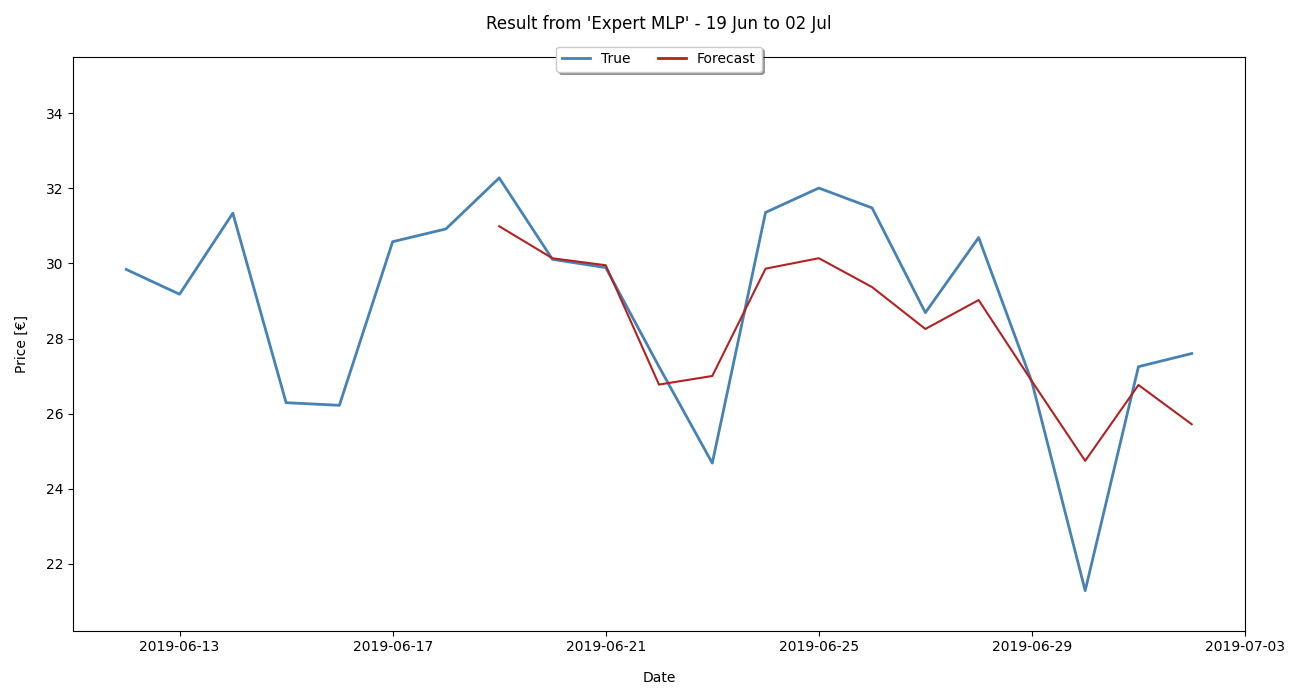 Result from 'Expert MLP' - 19 Jun to 02 Jul
True Forecast
34
32
30
28
26
24
22
Price [€]
2019-06-13 2019-06-17 2019-06-21 2019-06-25 2019-06-29 2019-07-03
Date